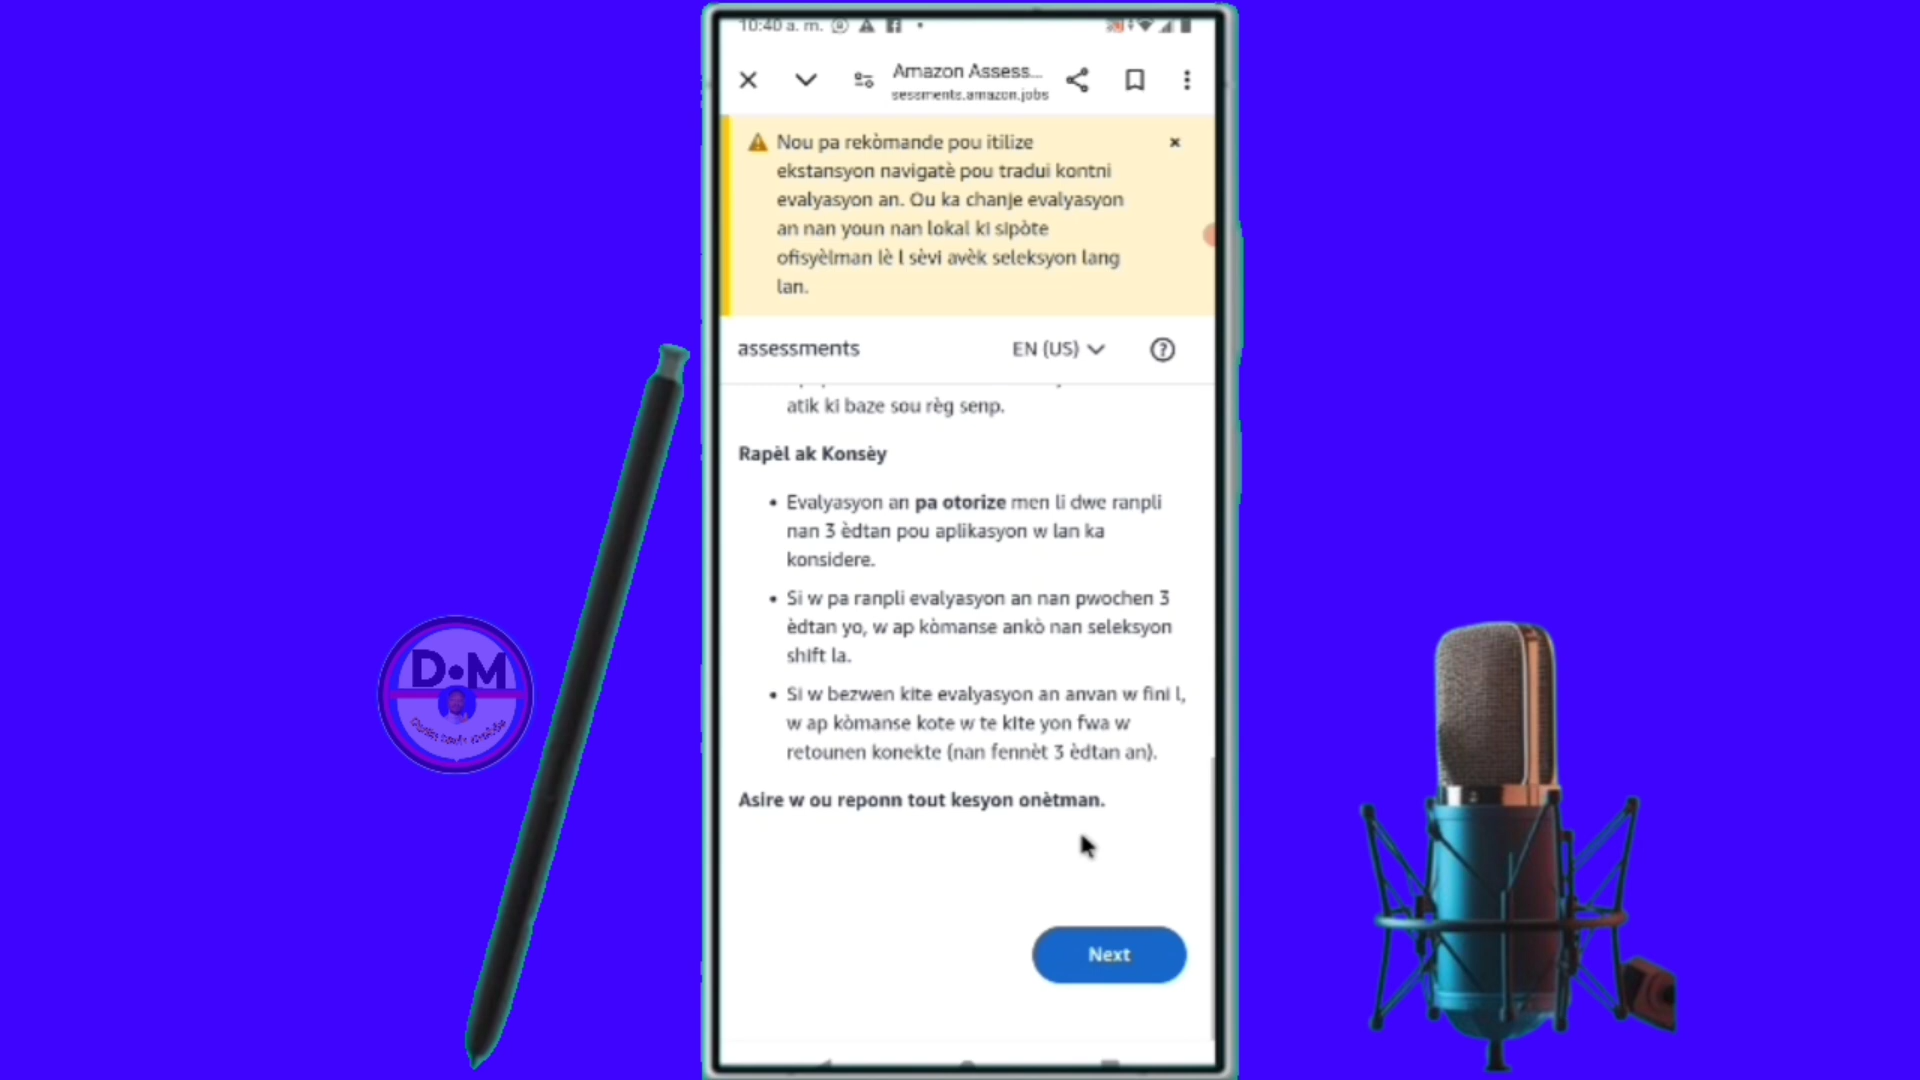 10:40 a. m.
Amazon Assess...
sessments.amazon.jobs
Nou pa rekòmande pou itilize
ekstansyon navigatè pou tradui kontni
evalyasyon an. Ou ka chanje evalyasyon
an nan youn nan lokal ki sipòte
ofisyèlman lè l sèvi avèk seleksyon lang
lan.
assessments
EN (US)
atik ki baze sou règ senp.
Rapèl ak Konsèy
• Evalyasyon an pa otorize men li dwe ranpli
nan 3 èdtan pou aplikasyon w lan ka
konsidere.
• Si w pa ranpli evalyasyon an nan pwochen 3
èdtan yo, w ap kòmanse ankò nan seleksyon
shift la.
• Si w bezwen kite evalyasyon an anvan w fini l,
w ap kòmanse kote w te kite yon fwa w
retounen konekte (nan fennèt 3 èdtan an).
Asire w ou reponn tout kesyon onètman.
Next
D•M